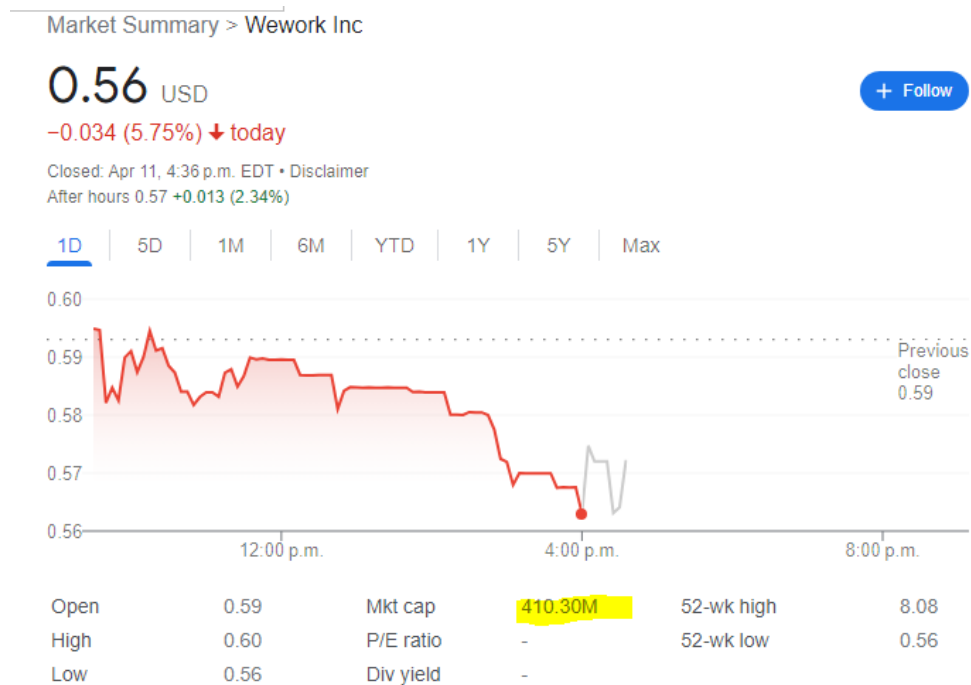 Market Summary > Wework Inc
0.56 USD
+ Follow
−0.034 (5.75%) ↓ today
Closed: Apr 11, 4:36 p.m. EDT • Disclaimer
After hours 0.57 +0.013 (2.34%)
1D 5D 1M 6M YTD 1Y 5Y Max
0.60
0.59
0.58
0.57
0.56
Previous
close
0.59
12:00 p.m. 4:00 p.m. 8:00 p.m.
Open 0.59 Mkt cap 410.30M 52-wk high 8.08
High 0.60 P/E ratio - 52-wk low 0.56
Low 0.56 Div yield -